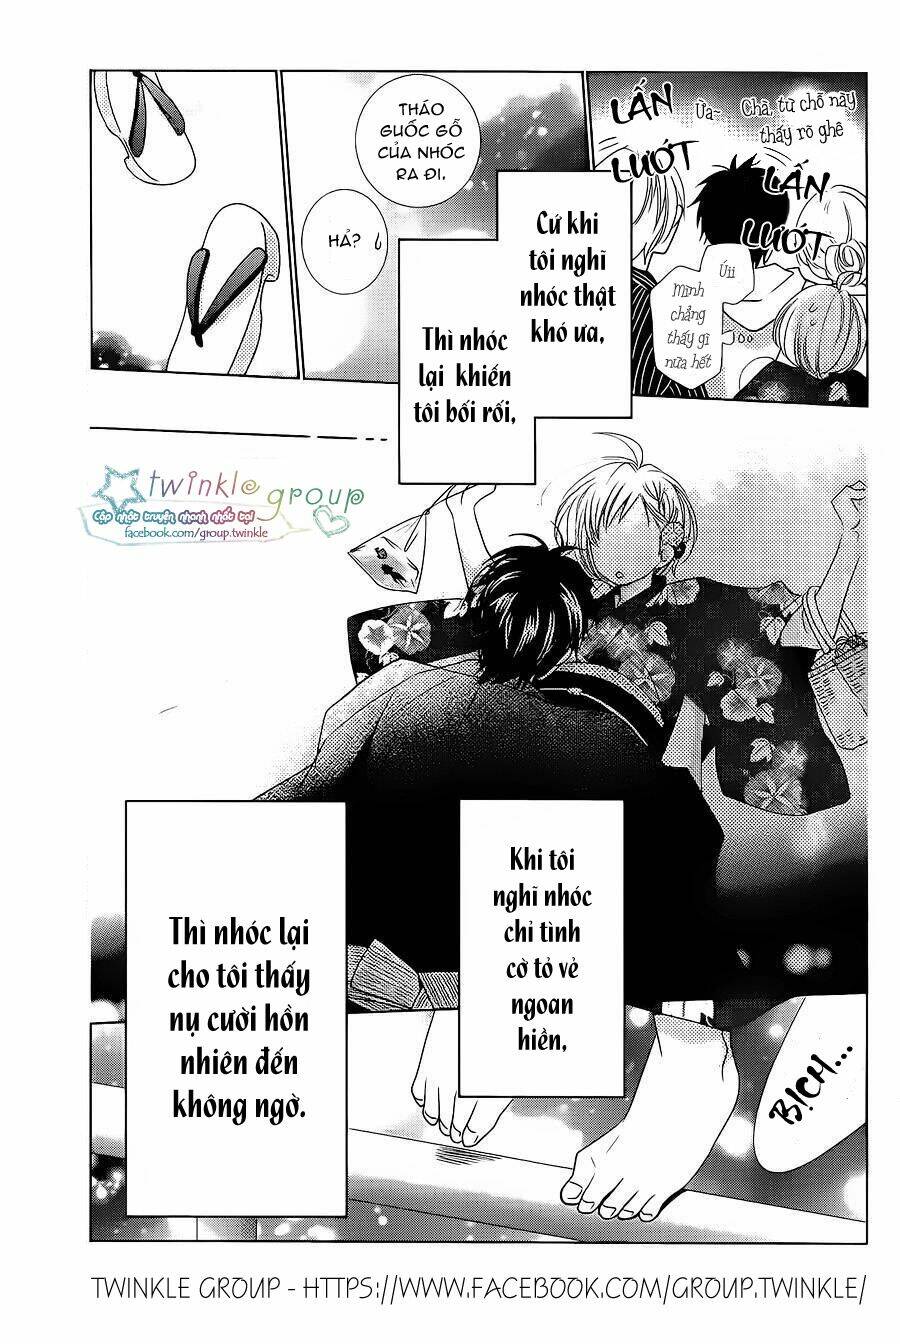 Chà, từ chỗ này
thấy rõ ghê
Ừa~
LẤN
LƯỚT
LẤN
LƯỚT
Úii
Mình
chẳng
thấy gì
nữa hết
Cứ khi
tôi nghĩ
nhóc thật
khó ưa,
Thì nhóc
lại khiến
tôi bối rối,
THÁO
GUỐC GỖ
CỦA NHÓC
RA ĐI.
HẢ?
twinkle group
Cập nhật truyện nhanh nhất tại
facebook.com/group.twinkle
Khi tôi
nghĩ nhóc
chỉ tình
cờ tỏ vẻ
ngoan
hiền,
Thì nhóc lại
cho tôi thấy
nụ cười hồn
nhiên đến
không ngờ.
BỊCH...
TWINKLE GROUP - HTTPS://WWW.FACEBOOK.COM/GROUP.TWINKLE/